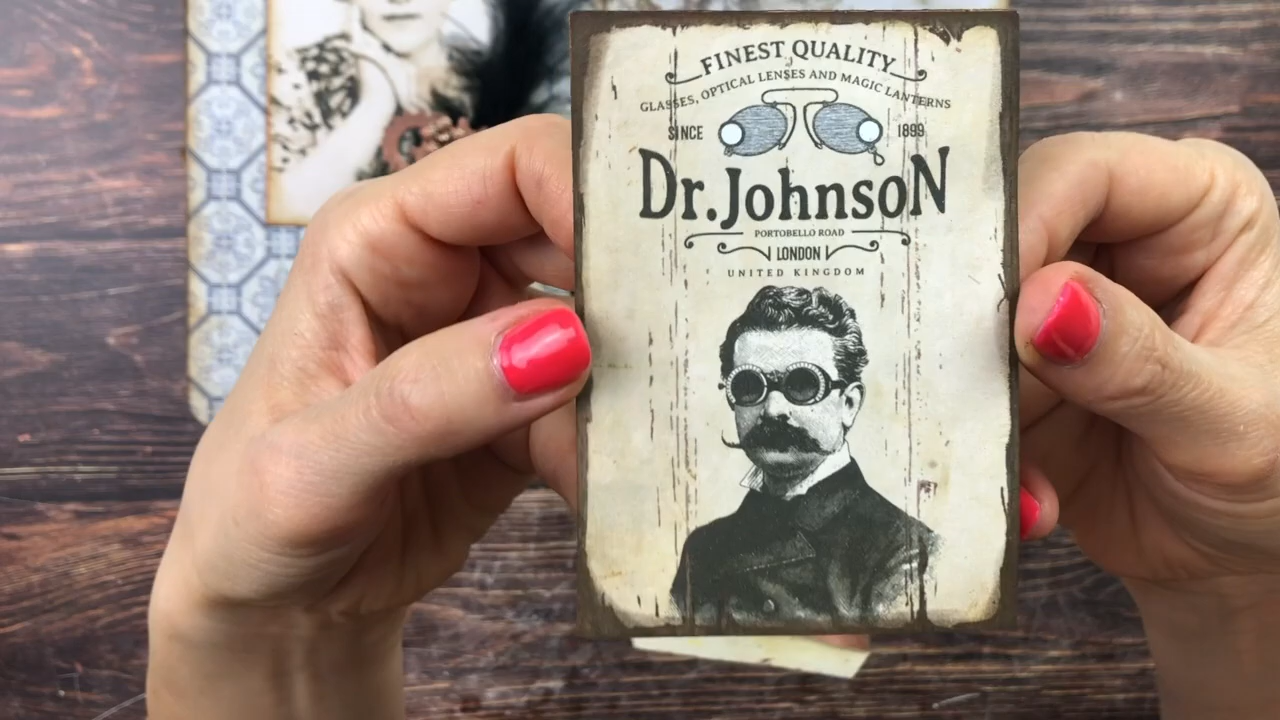 FINEST QUALITY
GLASSES, OPTICAL LENSES AND MAGIC LANTERNS
SINCE 1899
Dr.JohnsoN
PORTOBELLO ROAD
LONDON
UNITED KINGDOM